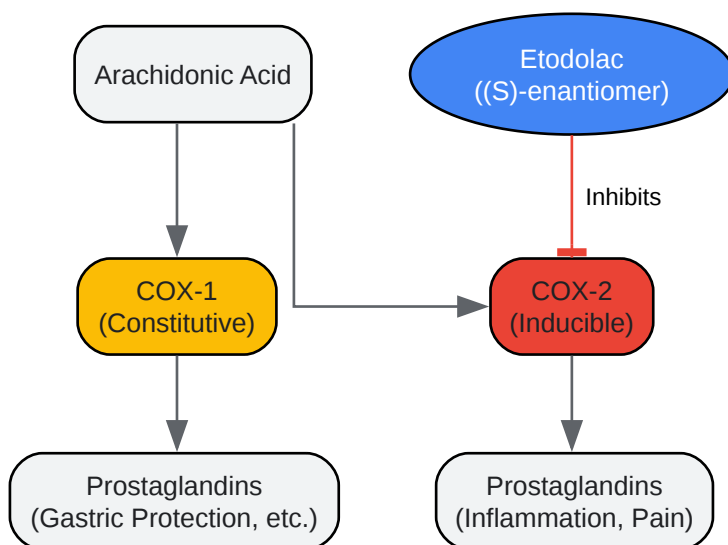 Arachidonic Acid
Etodolac
((S)-enantiomer)
Inhibits
COX-1
(Constitutive)
COX-2
(Inducible)
Prostaglandins
(Gastric Protection, etc.)
Prostaglandins
(Inflammation, Pain)